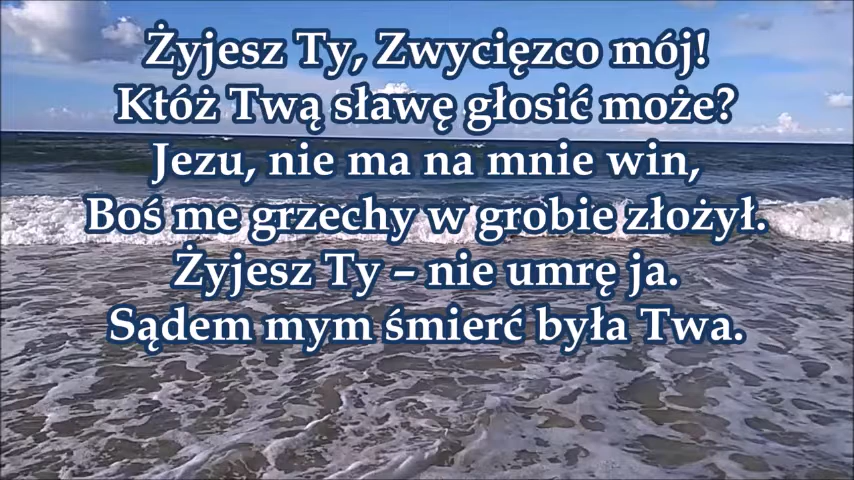 Żyjesz Ty, Zwycięzco mój!
Któż Twą sławę głosić może?
Jezu, nie ma na mnie win,
Boś me grzechy w grobie złożył.
Żyjesz Ty – nie umrę ja.
Sądem mym śmierć była Twa.